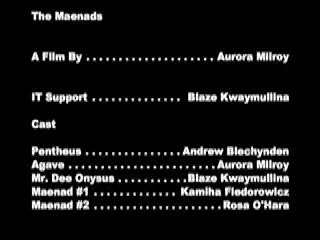 The Maenads
A Film By . . . . . . . . . . . . . . . . . . . . Aurora Milroy
IT Support . . . . . . . . . . . . . . Blaze Kwaymullina
Cast
Pentheus . . . . . . . . . . . . . . . Andrew Blechynden
Agave . . . . . . . . . . . . . . . . . . . . . . . Aurora Milroy
Mr. Dee Onysus . . . . . . . . . . . Blaze Kwaymullina
Maenad #1 . . . . . . . . . . . . . . Kamiha Fiedorowicz
Maenad #2 . . . . . . . . . . . . . . . . . . . . Rosa O'Hara